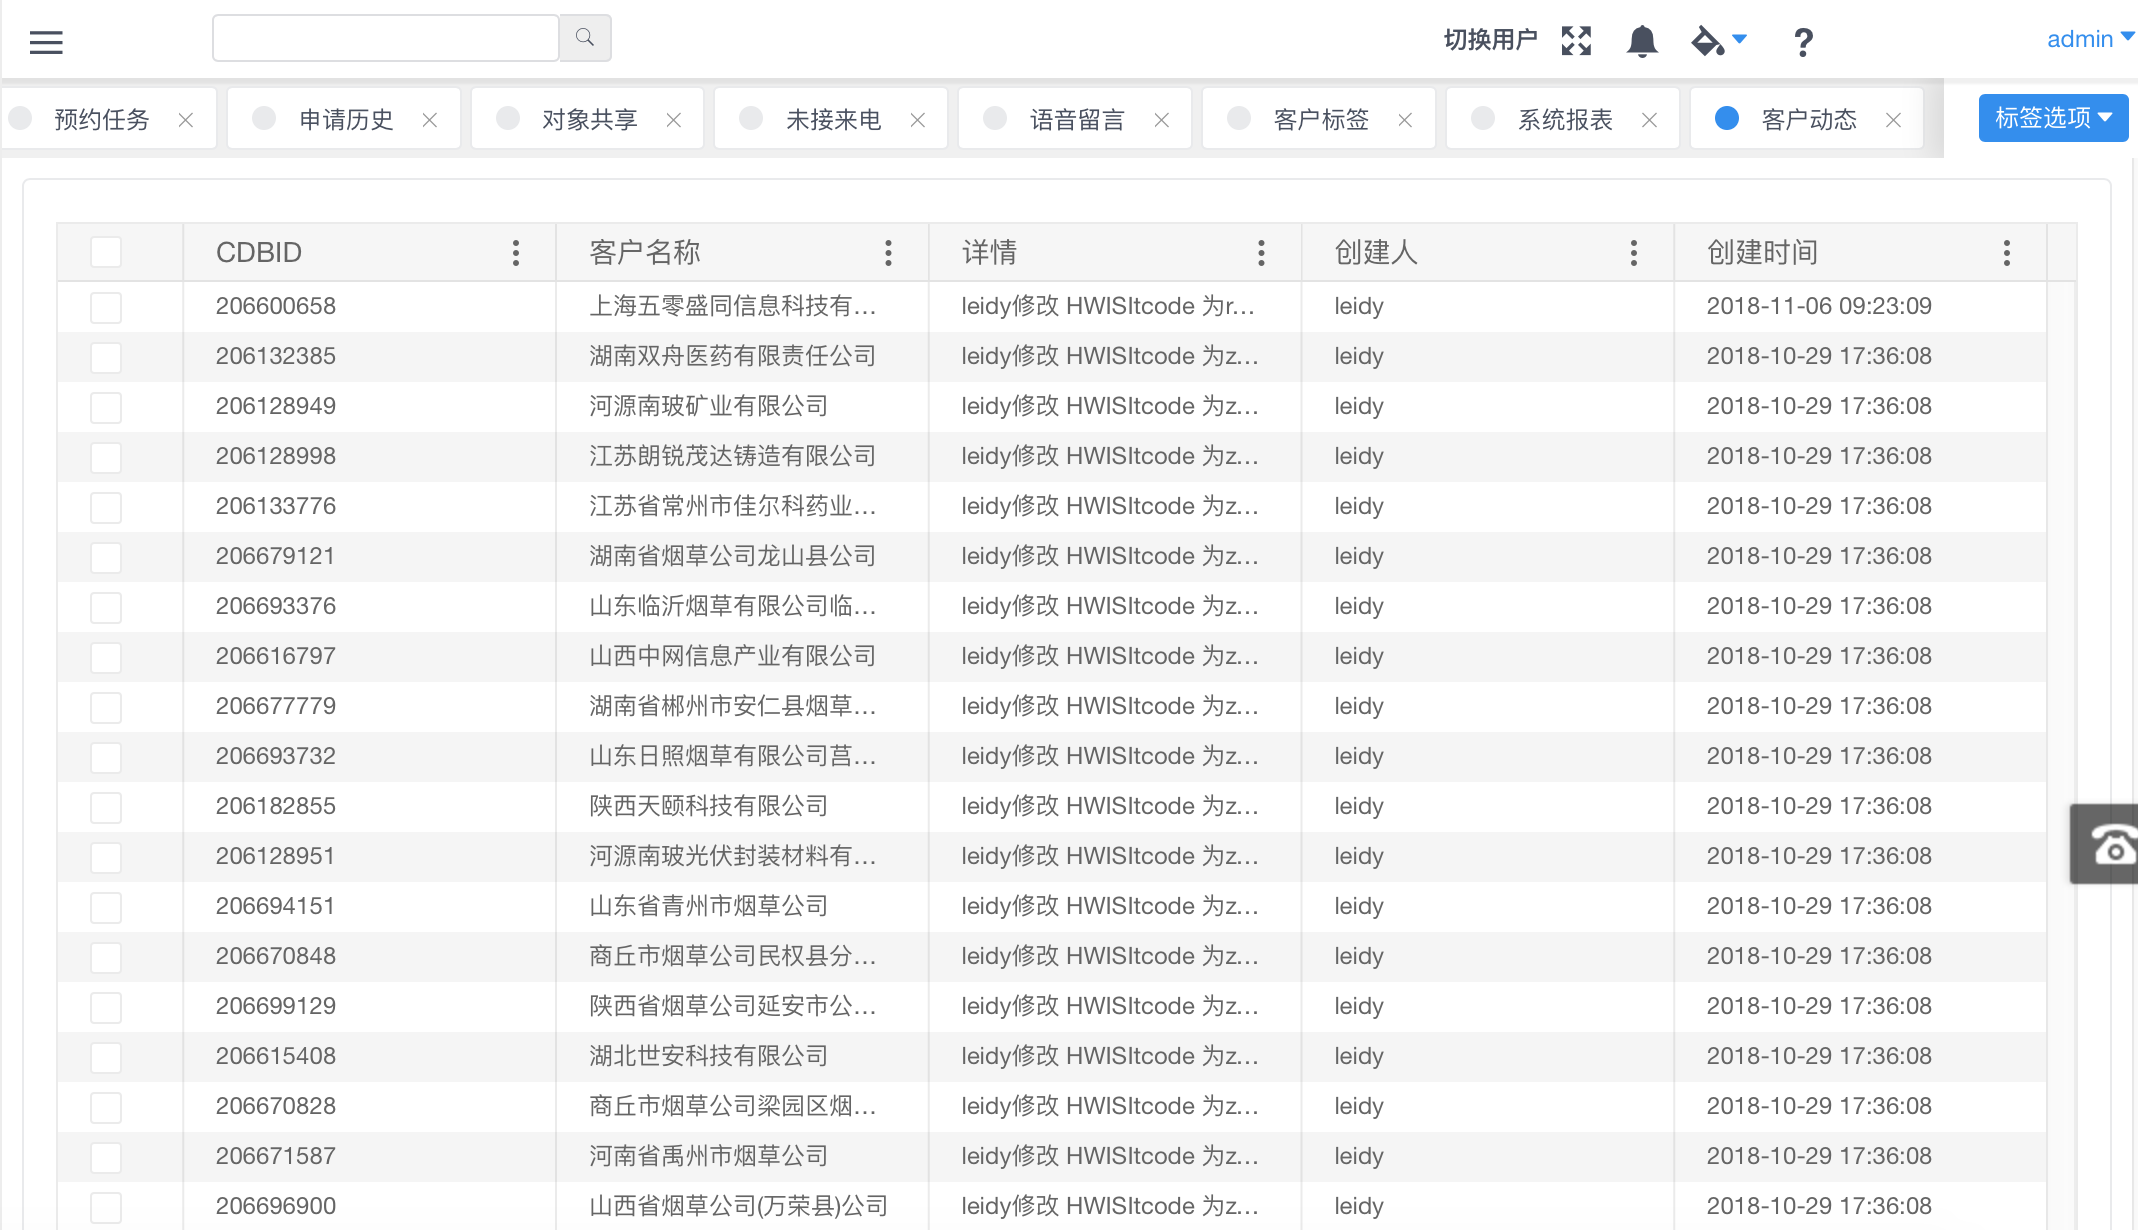 切换用户 ? admin
预约任务 申请历史 对象共享 未接来电 语音留言 客户标签 系统报表 客户动态 标签选项
CDBID 客户名称 详情 创建人 创建时间
206600658 上海五零盛同信息科技有... leidy修改 HWISItcode 为r... leidy 2018-11-06 09:23:09
206132385 湖南双舟医药有限责任公司 leidy修改 HWISItcode 为z... leidy 2018-10-29 17:36:08
206128949 河源南玻矿业有限公司 leidy修改 HWISItcode 为z... leidy 2018-10-29 17:36:08
206128998 江苏朗锐茂达铸造有限公司 leidy修改 HWISItcode 为z... leidy 2018-10-29 17:36:08
206133776 江苏省常州市佳尔科药业... leidy修改 HWISItcode 为z... leidy 2018-10-29 17:36:08
206679121 湖南省烟草公司龙山县公司 leidy修改 HWISItcode 为z... leidy 2018-10-29 17:36:08
206693376 山东临沂烟草有限公司临... leidy修改 HWISItcode 为z... leidy 2018-10-29 17:36:08
206616797 山西中网信息产业有限公司 leidy修改 HWISItcode 为z... leidy 2018-10-29 17:36:08
206677779 湖南省郴州市安仁县烟草... leidy修改 HWISItcode 为z... leidy 2018-10-29 17:36:08
206693732 山东日照烟草有限公司莒... leidy修改 HWISItcode 为z... leidy 2018-10-29 17:36:08
206182855 陕西天颐科技有限公司 leidy修改 HWISItcode 为z... leidy 2018-10-29 17:36:08
206128951 河源南玻光伏封装材料有... leidy修改 HWISItcode 为z... leidy 2018-10-29 17:36:08
206694151 山东省青州市烟草公司 leidy修改 HWISItcode 为z... leidy 2018-10-29 17:36:08
206670848 商丘市烟草公司民权县分... leidy修改 HWISItcode 为z... leidy 2018-10-29 17:36:08
206699129 陕西省烟草公司延安市公... leidy修改 HWISItcode 为z... leidy 2018-10-29 17:36:08
206615408 湖北世安科技有限公司 leidy修改 HWISItcode 为z... leidy 2018-10-29 17:36:08
206670828 商丘市烟草公司梁园区烟... leidy修改 HWISItcode 为z... leidy 2018-10-29 17:36:08
206671587 河南省禹州市烟草公司 leidy修改 HWISItcode 为z... leidy 2018-10-29 17:36:08
206696900 山西省烟草公司(万荣县)公司 leidy修改 HWISItcode 为z... leidy 2018-10-29 17:36:08